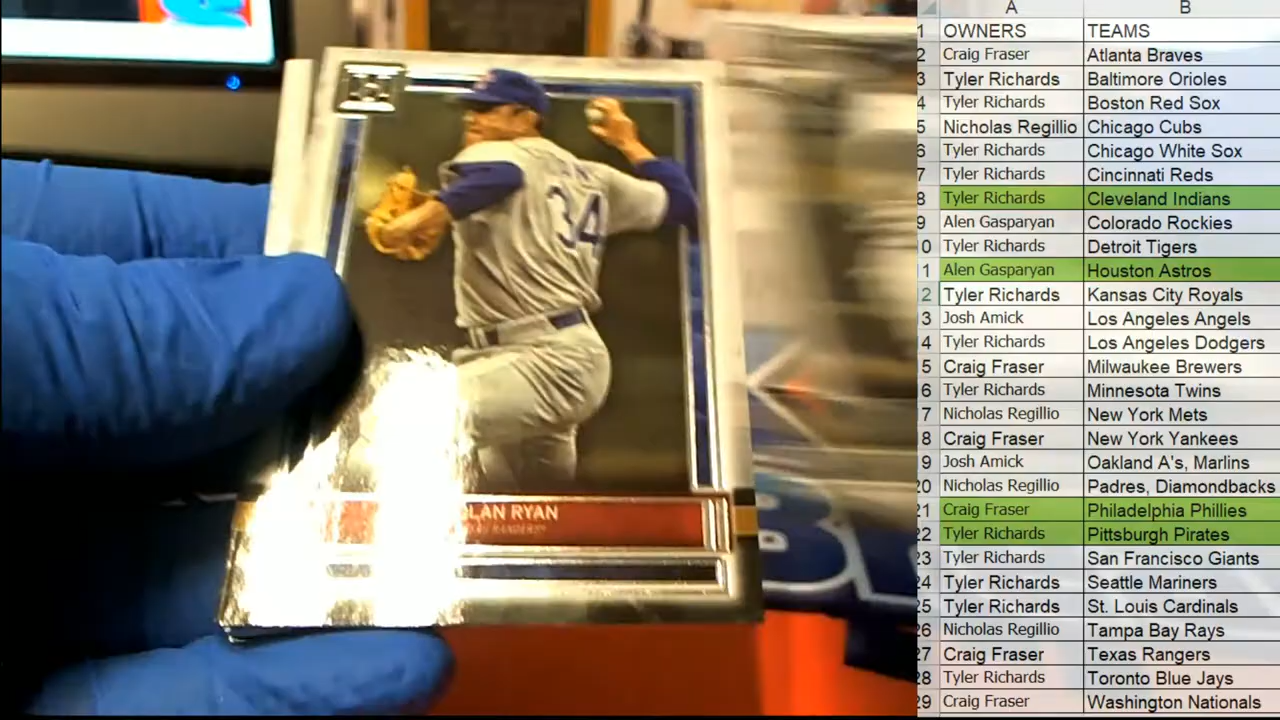 34
LAN RYAN
RANGERS
A B
1 OWNERS TEAMS
2 Craig Fraser Atlanta Braves
3 Tyler Richards Baltimore Orioles
4 Tyler Richards Boston Red Sox
5 Nicholas Regillio Chicago Cubs
6 Tyler Richards Chicago White Sox
7 Tyler Richards Cincinnati Reds
8 Tyler Richards Cleveland Indians
9 Alen Gasparyan Colorado Rockies
0 Tyler Richards Detroit Tigers
1 Alen Gasparyan Houston Astros
2 Tyler Richards Kansas City Royals
3 Josh Amick Los Angeles Angels
4 Tyler Richards Los Angeles Dodgers
5 Craig Fraser Milwaukee Brewers
6 Tyler Richards Minnesota Twins
7 Nicholas Regillio New York Mets
8 Craig Fraser New York Yankees
9 Josh Amick Oakland A's, Marlins
20 Nicholas Regillio Padres, Diamondbacks
21 Craig Fraser Philadelphia Phillies
22 Tyler Richards Pittsburgh Pirates
23 Tyler Richards San Francisco Giants
24 Tyler Richards Seattle Mariners
25 Tyler Richards St. Louis Cardinals
26 Nicholas Regillio Tampa Bay Rays
27 Craig Fraser Texas Rangers
28 Tyler Richards Toronto Blue Jays
29 Craig Fraser Washington Nationals